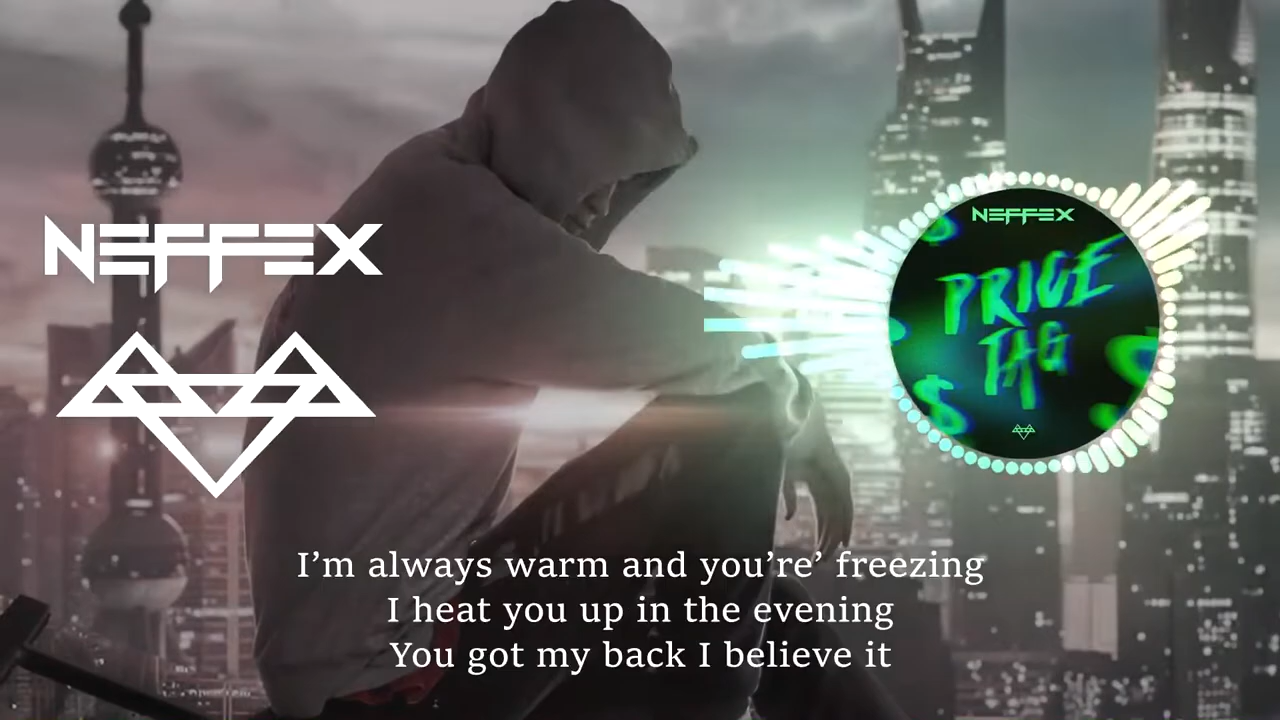 NEFFEX
NEFFEX
PRICE
TAG
I’m always warm and you’re’ freezing
I heat you up in the evening
You got my back I believe it